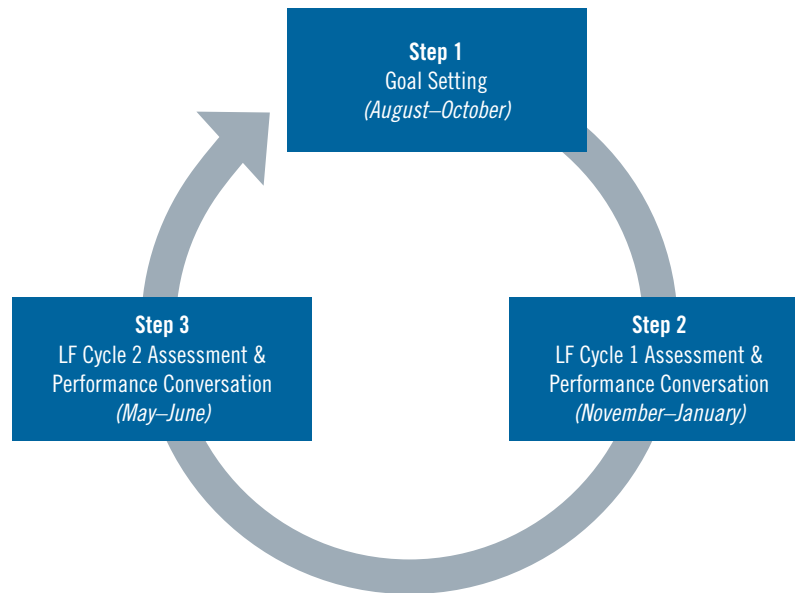 Step 1
Goal Setting
(August–October)
Step 2
LF Cycle 1 Assessment &
Performance Conversation
(November–January)
Step 3
LF Cycle 2 Assessment &
Performance Conversation
(May–June)